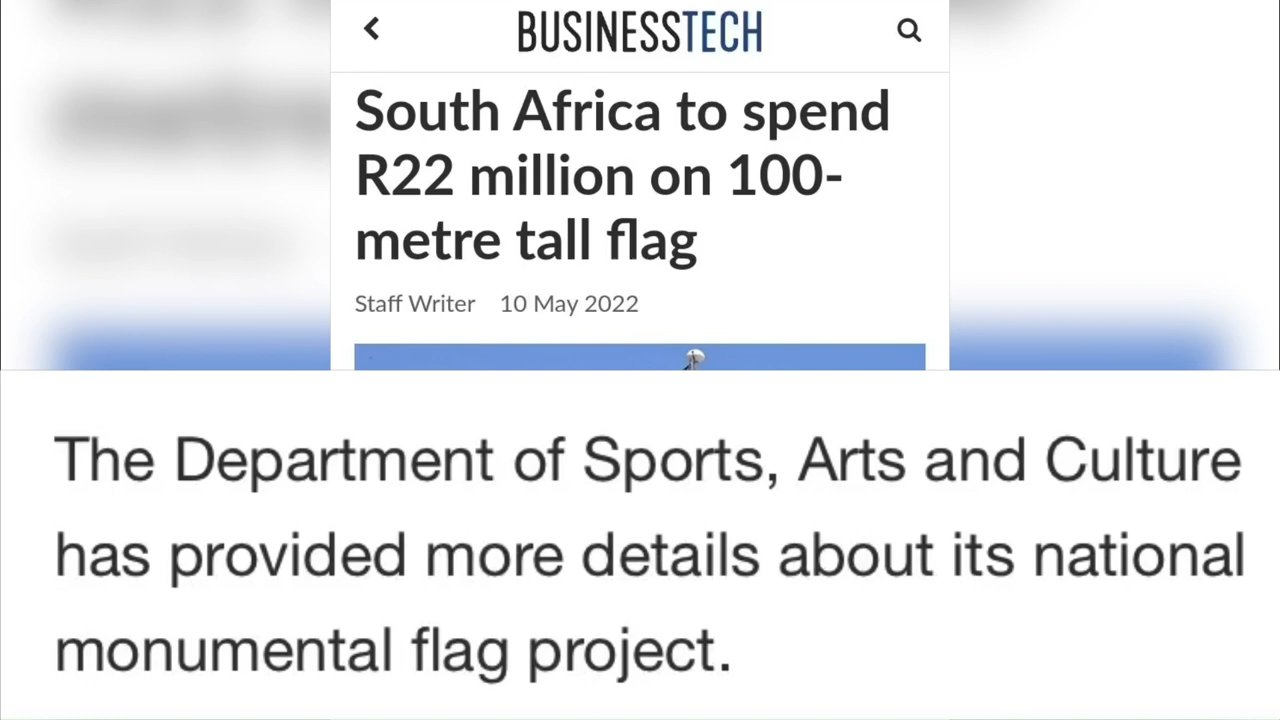 BUSINESSTECH
South Africa to spend
R22 million on 100-
metre tall flag
Staff Writer 10 May 2022
The Department of Sports, Arts and Culture
has provided more details about its national
monumental flag project.